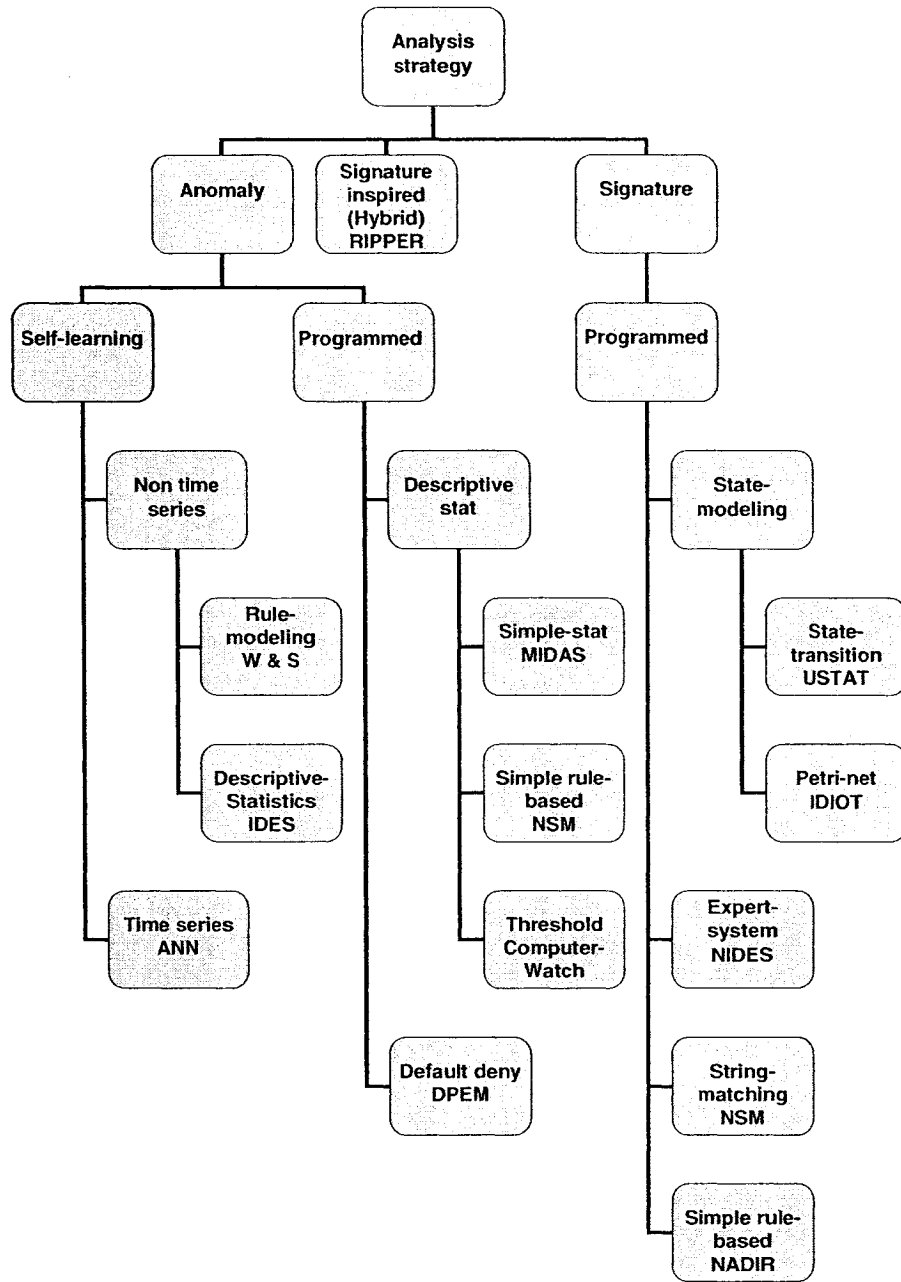 Analysis
strategy
Anomaly
Signature
inspired
(Hybrid)
RIPPER
Signature
Self-learning
Programmed
Programmed
Non time
series
Descriptive
stat
State-
modeling
Rule-
modeling
W & S
Simple-stat
MIDAS
State-
transition
USTAT
Descriptive-
Statistics
IDES
Simple rule-
based
NSM
Petri-net
IDIOT
Time series
ANN
Threshold
Computer-
Watch
Expert-
system
NIDES
Default deny
DPEM
String-
matching
NSM
Simple rule-
based
NADIR